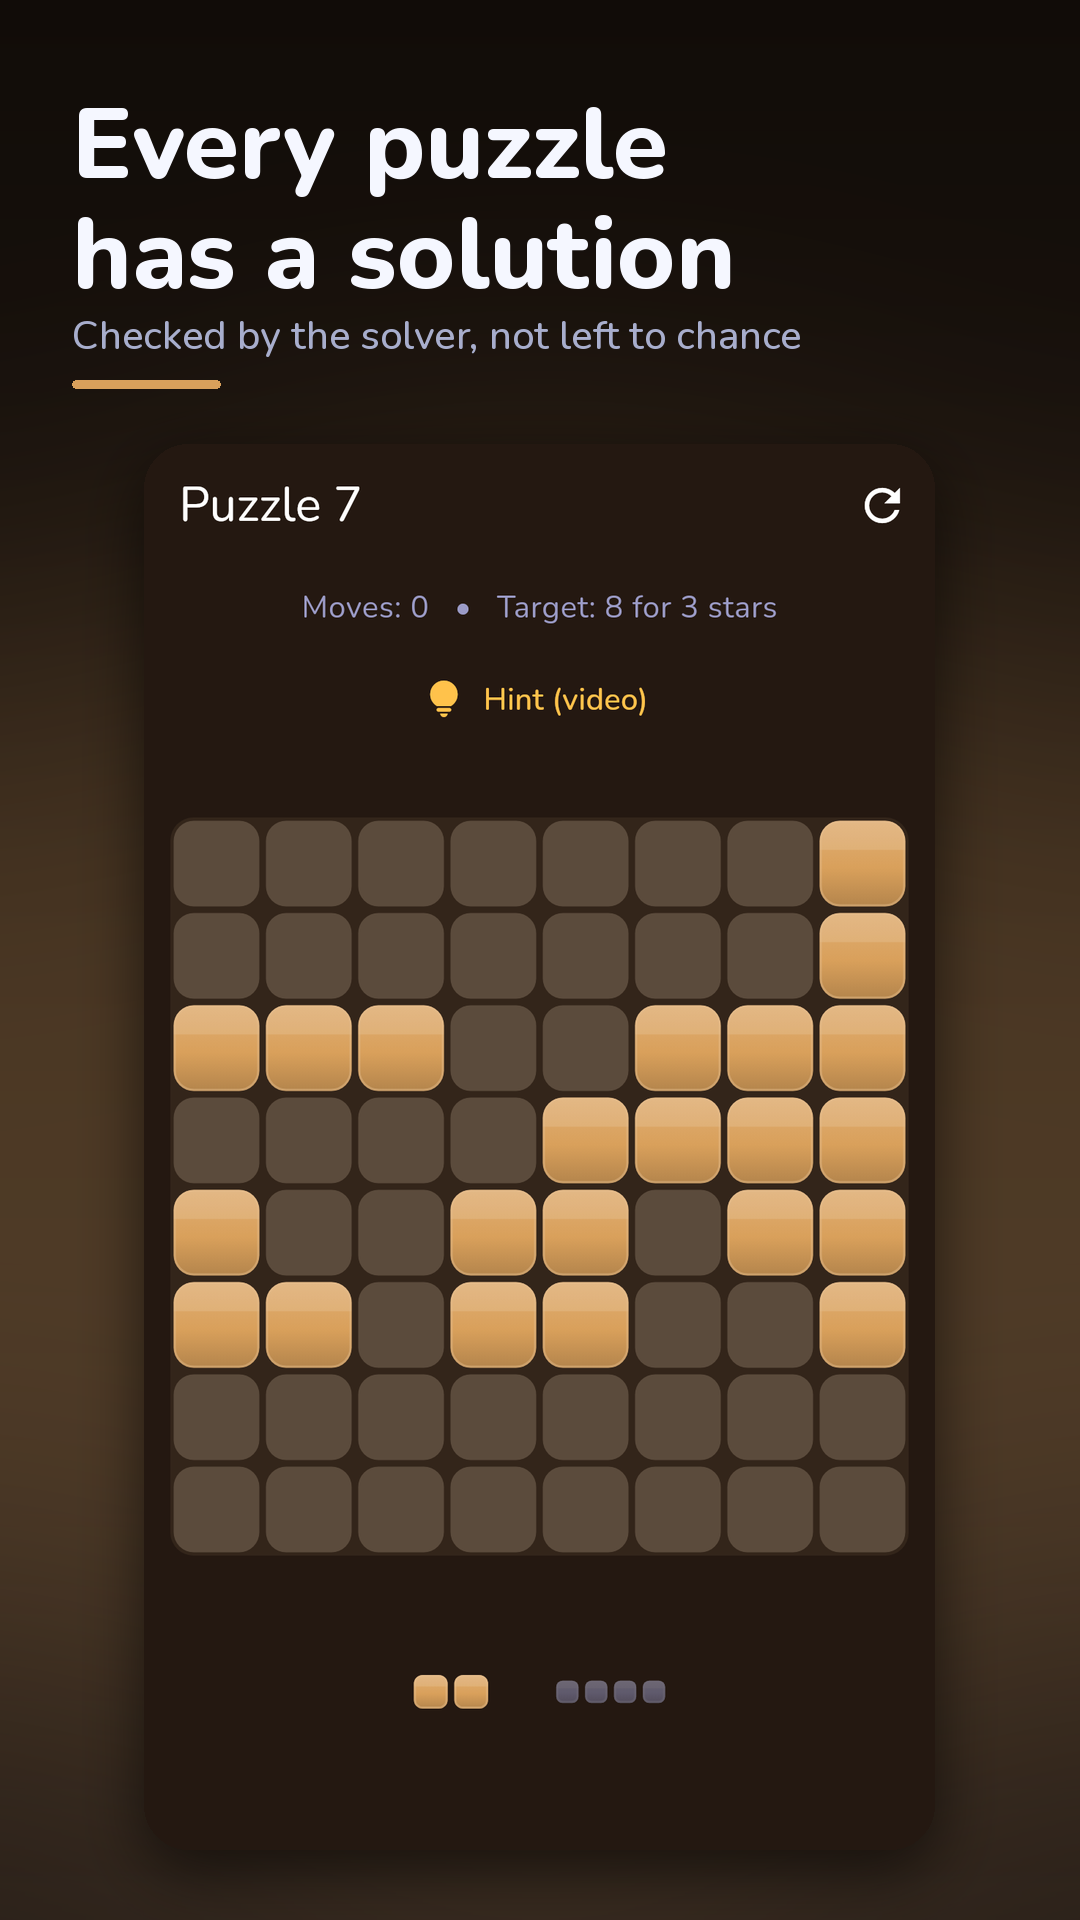 Every puzzle
has a solution
Checked by the solver, not left to chance
Puzzle 7
Moves: 0 • Target: 8 for 3 stars
Hint (video)